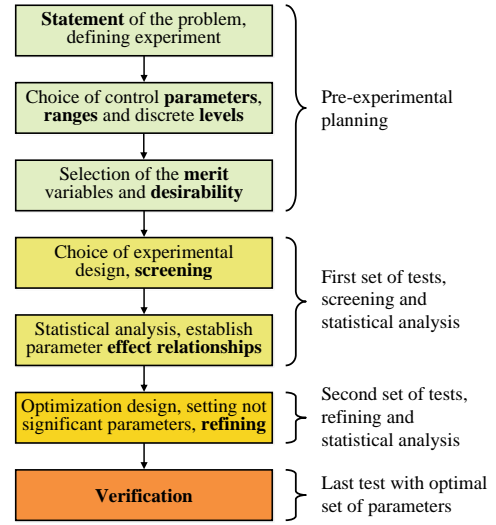 Statement of the problem,
defining experiment
Choice of control parameters,
ranges and discrete levels
Selection of the merit
variables and desirability
Pre-experimental
planning
Choice of experimental
design, screening
Statistical analysis, establish
parameter effect relationships
First set of tests,
screening and
statistical analysis
Optimization design, setting not
significant parameters, refining
Second set of tests,
refining and
statistical analysis
Verification
Last test with optimal
set of parameters